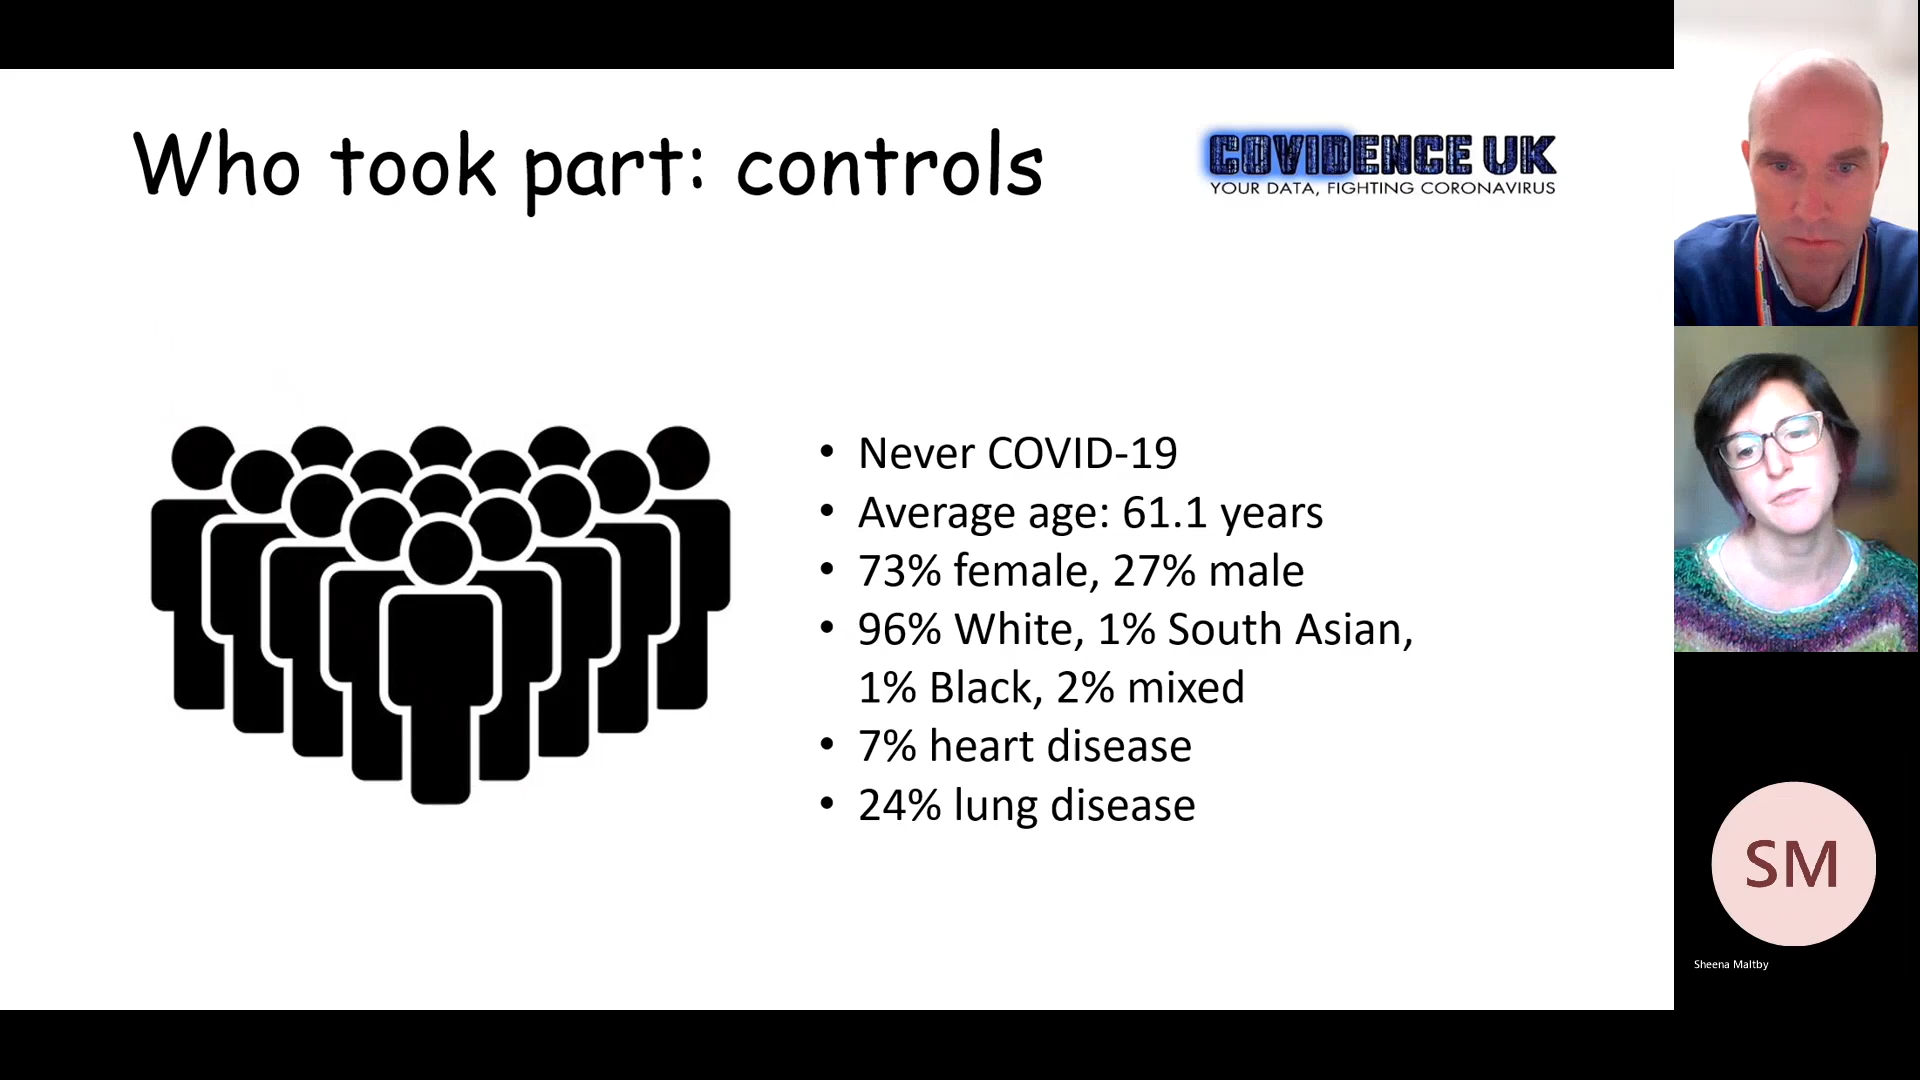 Who took part: controls
COVIDENCE UK
YOUR DATA, FIGHTING CORONAVIRUS
• Never COVID-19
• Average age: 61.1 years
• 73% female, 27% male
• 96% White, 1% South Asian,
1% Black, 2% mixed
• 7% heart disease
• 24% lung disease
SM
Sheena Maltby